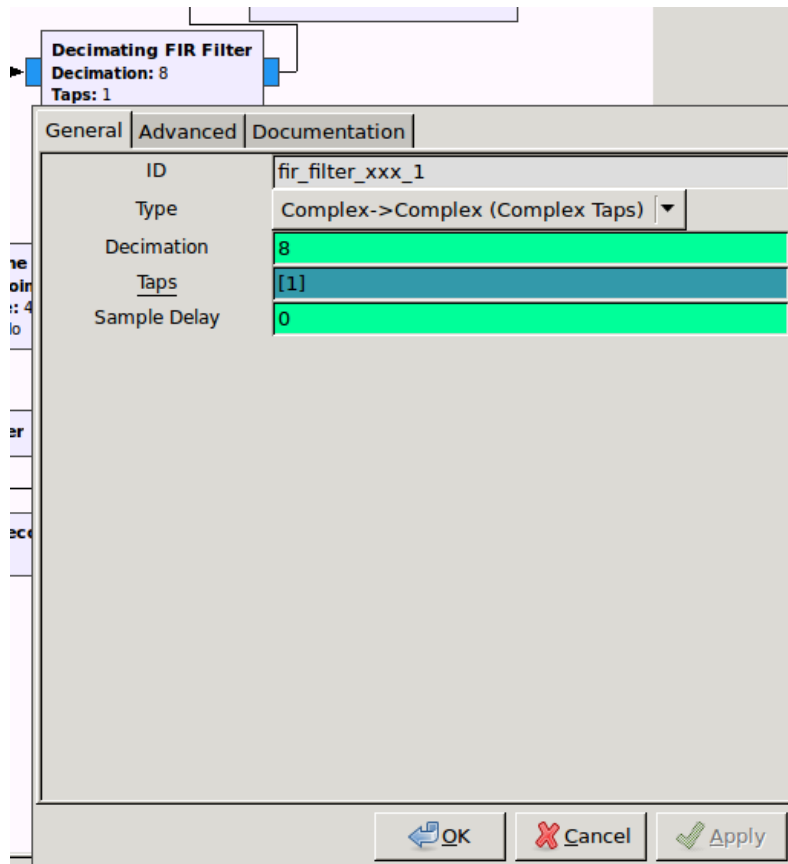 Decimating FIR Filter
Decimation: 8
Taps: 1
General Advanced Documentation
ID fir_filter_xxx_1
Type Complex->Complex (Complex Taps)
Decimation 8
Taps [1]
Sample Delay 0
OK Cancel Apply